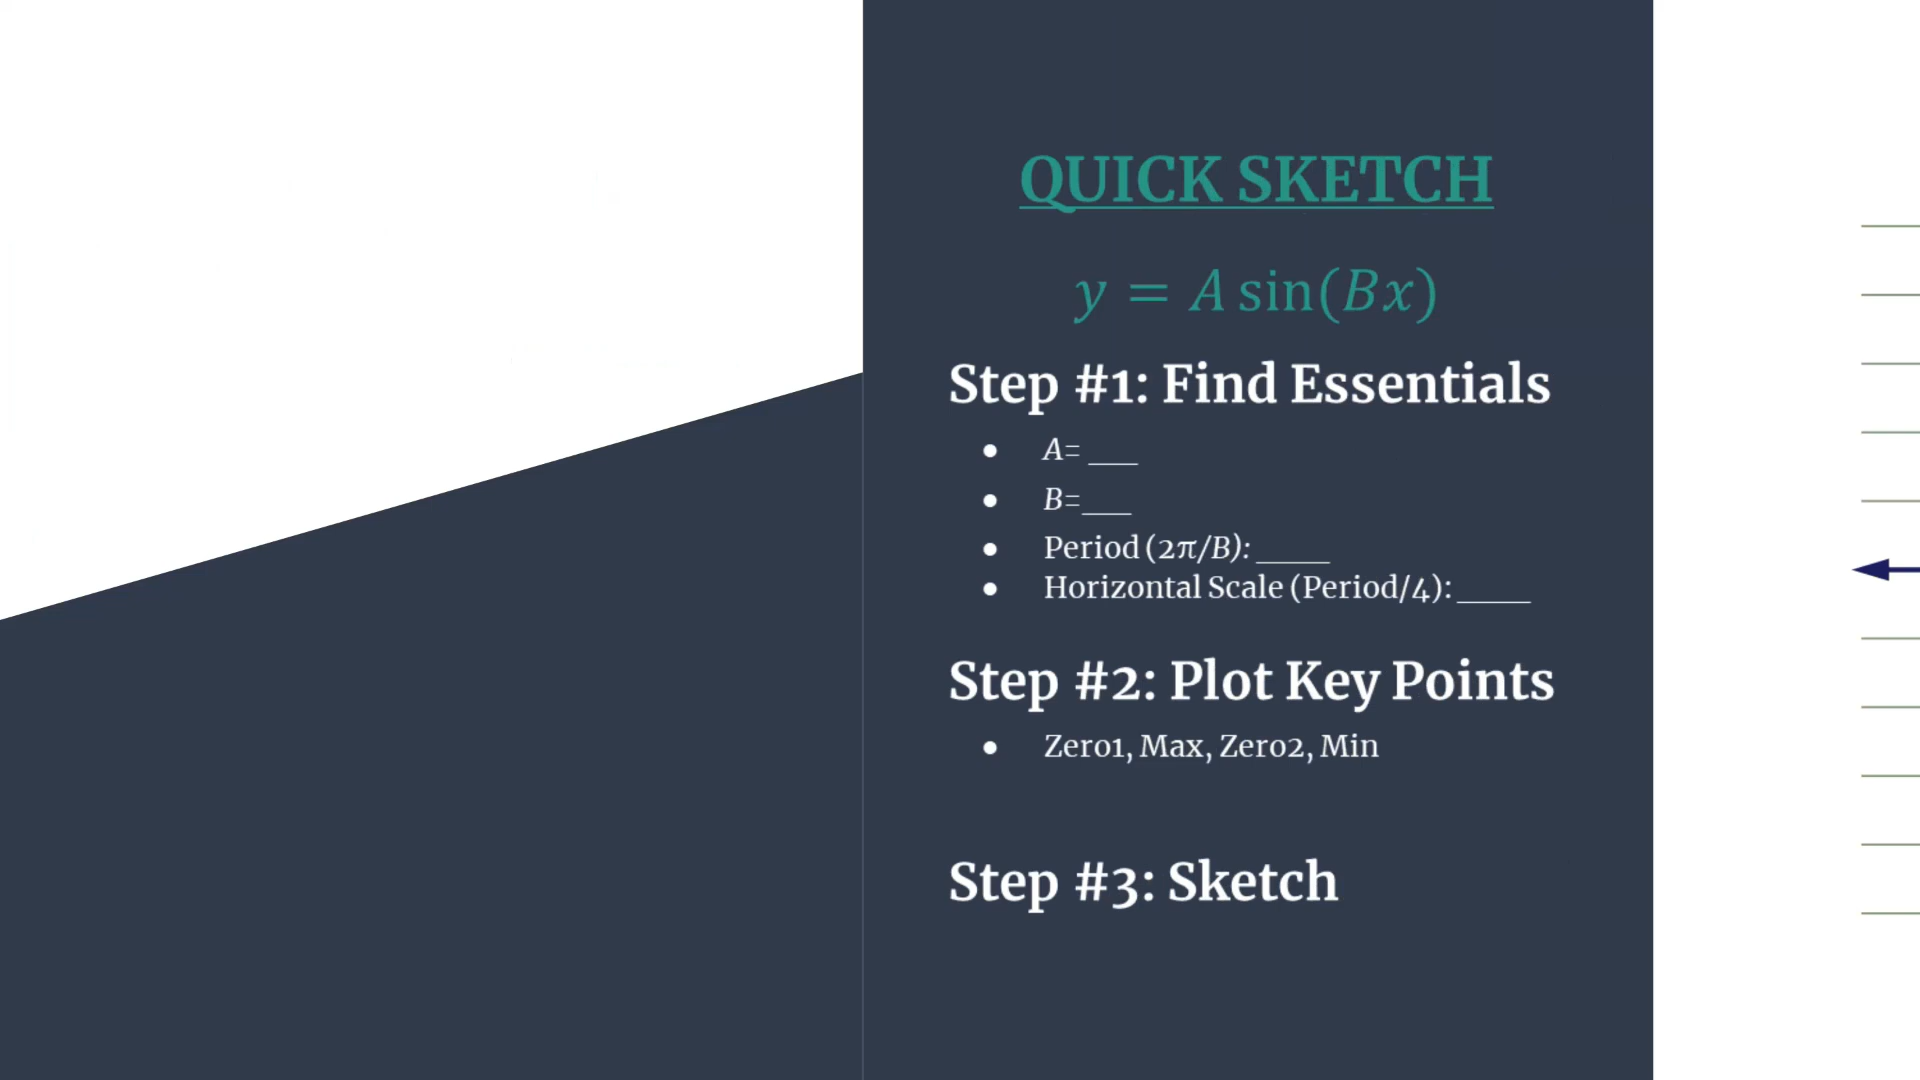 QUICK SKETCH
y = A sin(Bx)
Step #1: Find Essentials
● A= ___
● B=___
● Period (2π/B): ____
● Horizontal Scale (Period/4): ____
Step #2: Plot Key Points
● Zero1, Max, Zero2, Min
Step #3: Sketch